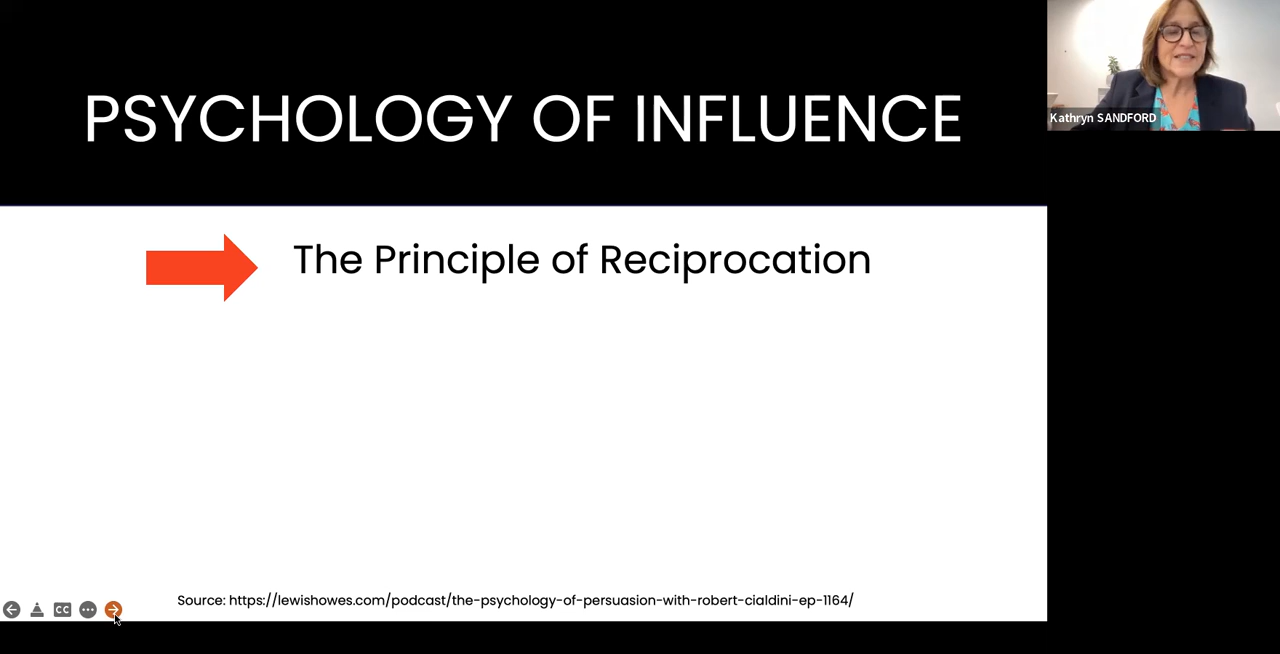 PSYCHOLOGY OF INFLUENCE
Kathryn SANDFORD
The Principle of Reciprocation
Source: https://lewishowes.com/podcast/the-psychology-of-persuasion-with-robert-cialdini-ep-1164/
CC